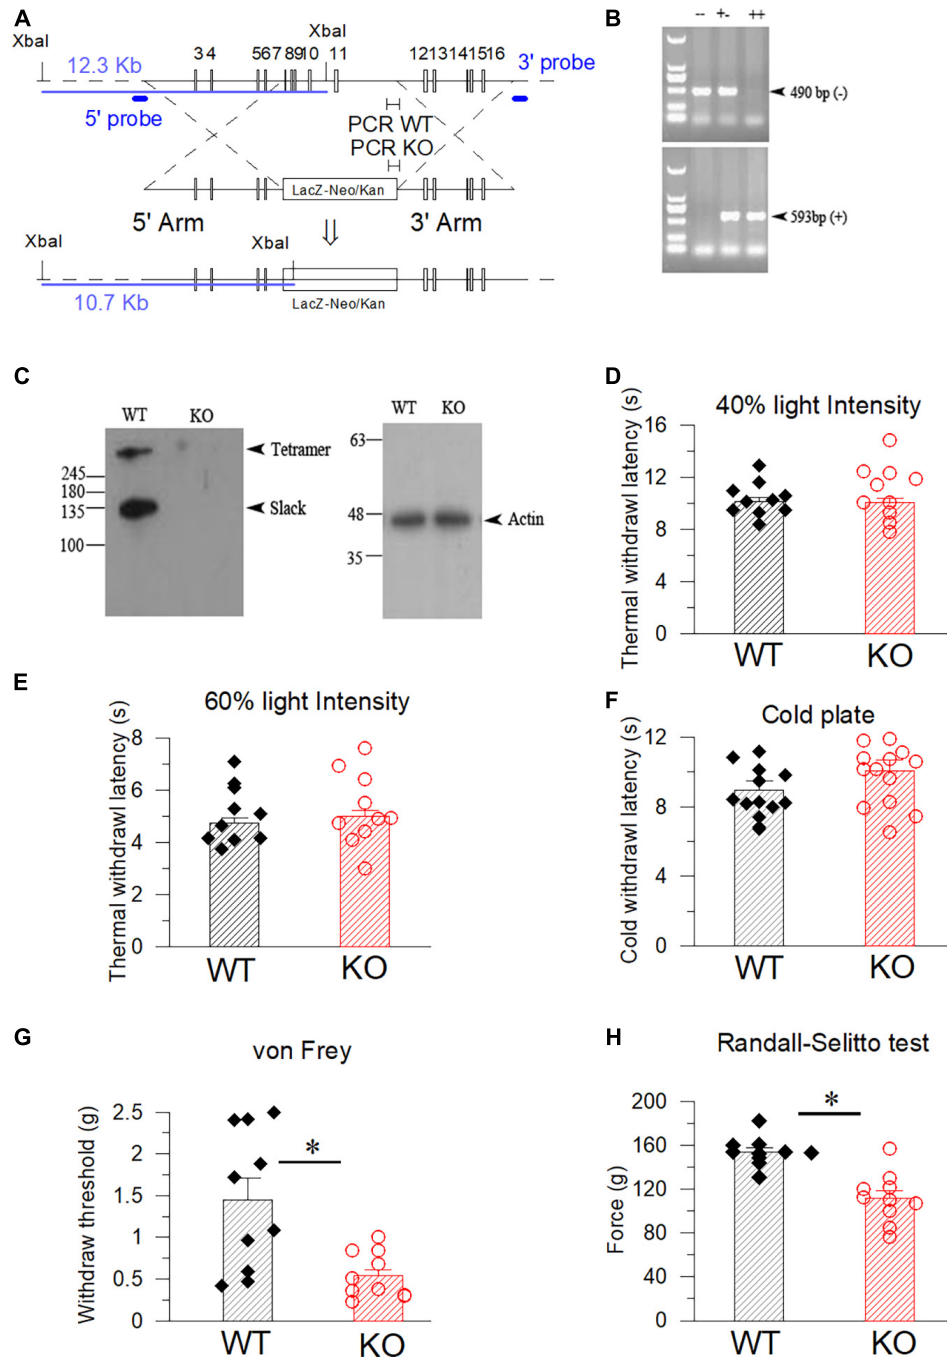 A
XbaI
XbaI
3 4
5 6 7 8 9 10
11
12 13 14 15 16
12.3 Kb
3' probe
5' probe
PCR WT
PCR KO
LacZ-Neo/Kan
5' Arm
3' Arm
XbaI
XbaI
10.7 Kb
LacZ-Neo/Kan
B
-- +- ++
490 bp (-)
593bp (+)
C
WT KO
Tetramer
245
180
135
Slack
100
WT KO
63
48
Actin
35
D
40% light Intensity
Thermal withdrawl latency (s)
16
12
8
4
0
WT KO
E
60% light Intensity
Thermal withdrawl latency (s)
8
6
4
2
0
WT KO
F
Cold plate
Cold withdrawl latency (s)
12
8
4
0
WT KO
G
von Frey
Withdraw threshold (g)
2.5
2
1.5
1
0.5
0
*
WT KO
H
Randall-Selitto test
Force (g)
200
160
120
80
40
0
*
WT KO